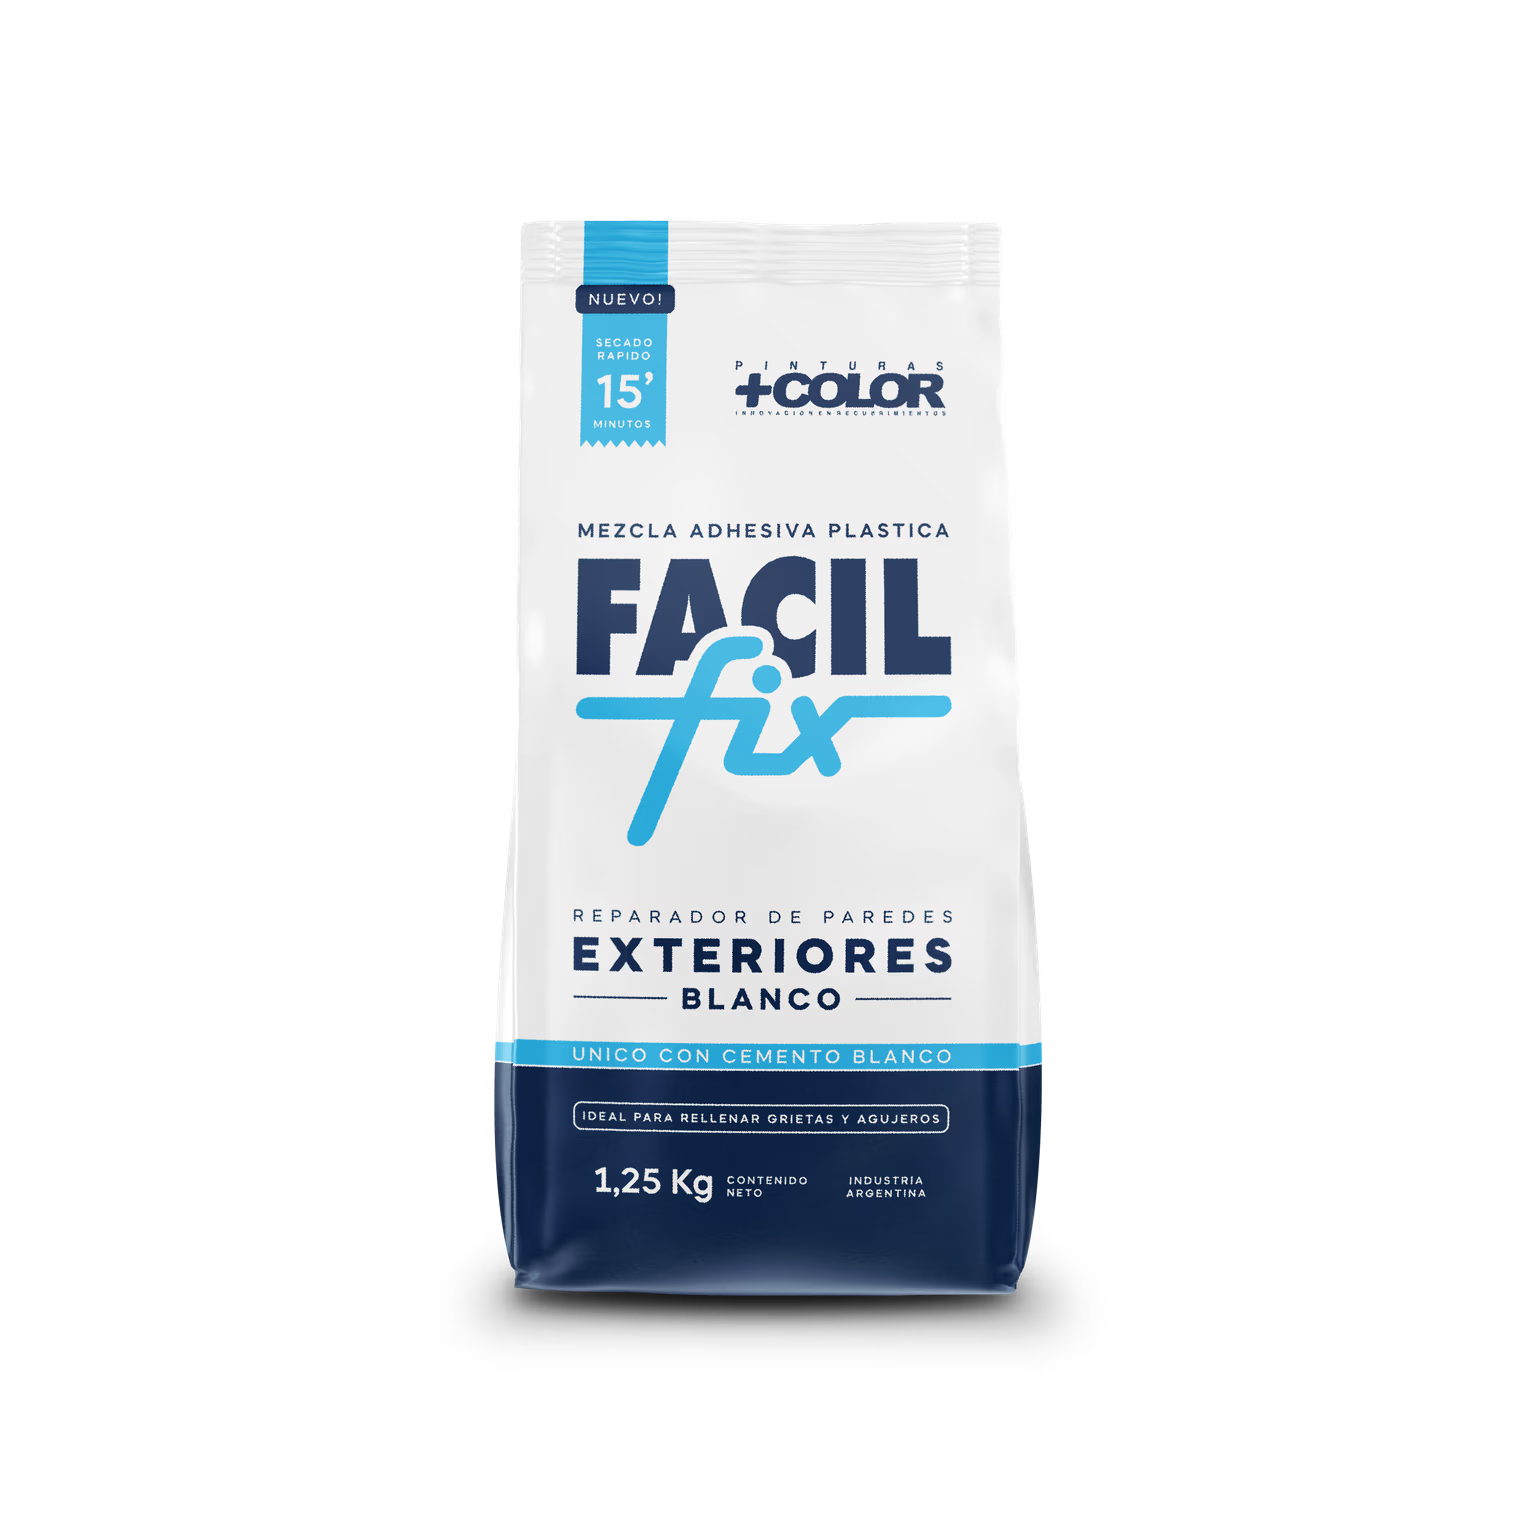 NUEVO!
SECADO
RAPIDO
15’
MINUTOS
PINTURAS
+COLOR
INNOVACIONENRECUBRIMIENTOS
MEZCLA ADHESIVA PLASTICA
FACIL
fix
REPARADOR DE PAREDES
EXTERIORES
BLANCO
UNICO CON CEMENTO BLANCO
IDEAL PARA RELLENAR GRIETAS Y AGUJEROS
1,25 Kg
CONTENIDO
NETO
INDUSTRIA
ARGENTINA